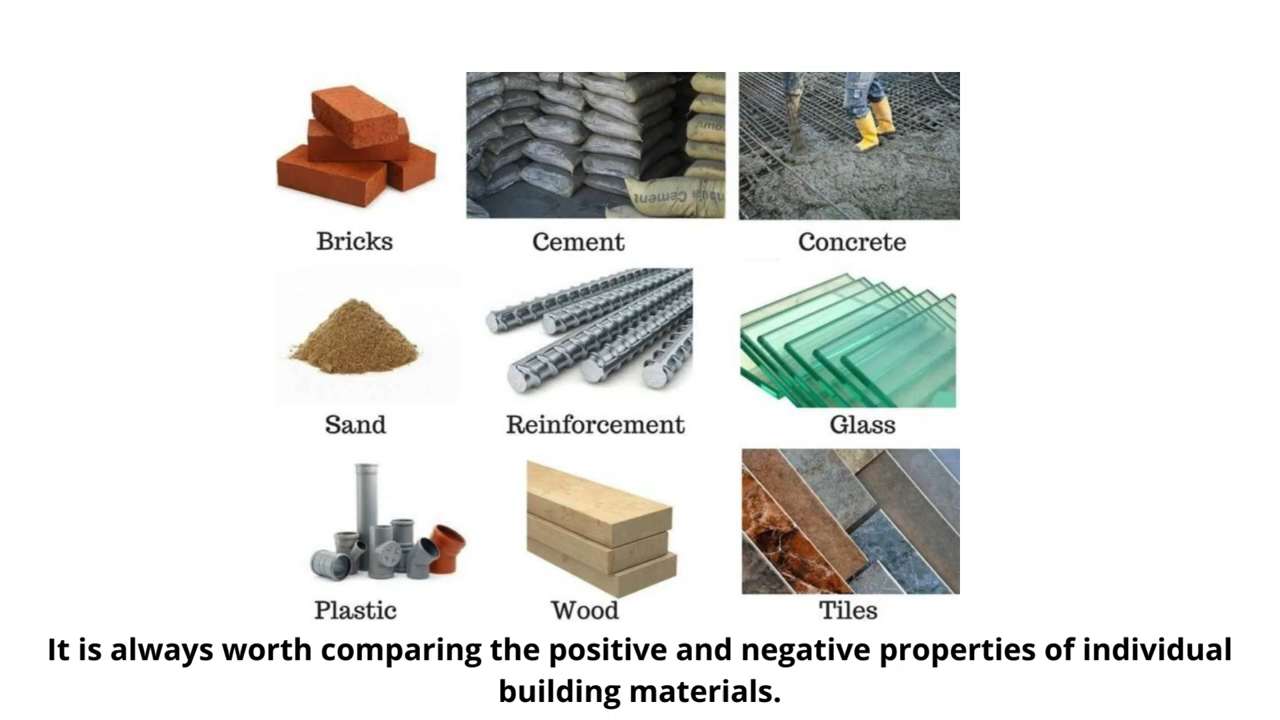 Bricks
Cement
Concrete
Cement
Sand
Reinforcement
Glass
Plastic
Wood
Tiles
It is always worth comparing the positive and negative properties of individual
building materials.